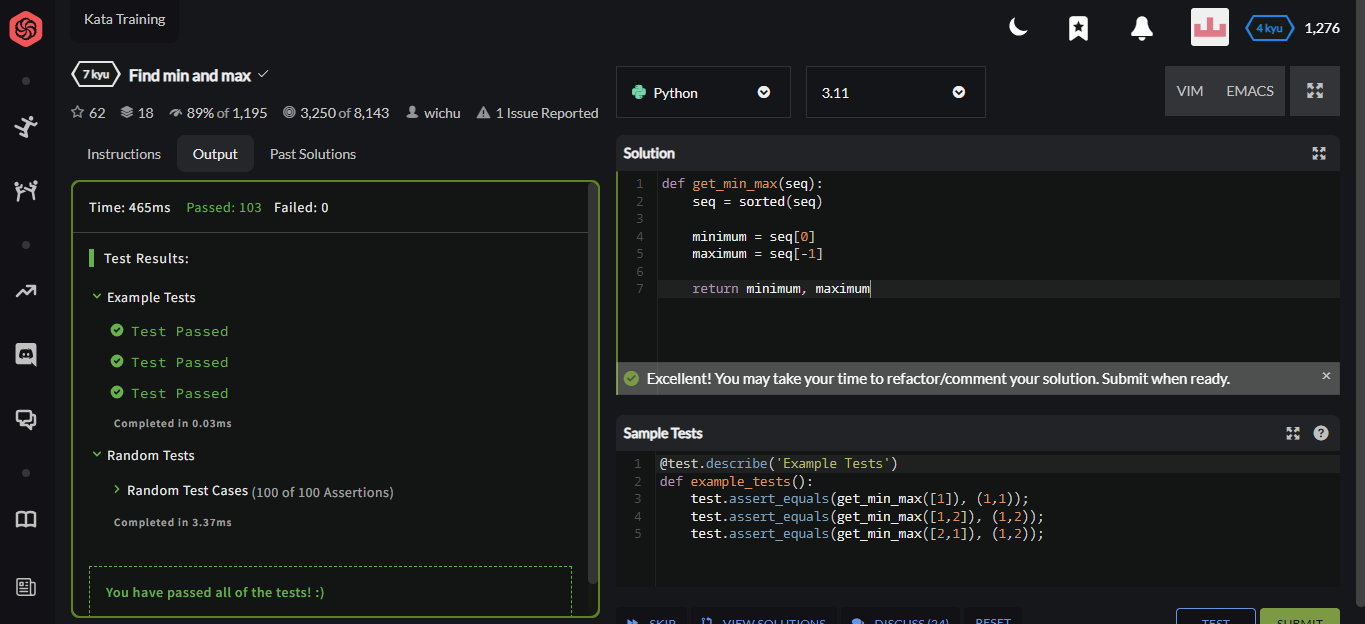 Kata Training
4 kyu 1,276
7 kyu Find min and max
62 18 89% of 1,195 3,250 of 8,143 wichu 1 Issue Reported
Instructions Output Past Solutions
Time: 465ms Passed: 103 Failed: 0
Test Results:
Example Tests
Test Passed
Test Passed
Test Passed
Completed in 0.03ms
Random Tests
Random Test Cases (100 of 100 Assertions)
Completed in 3.37ms
You have passed all of the tests! :)
Python 3.11 VIM EMACS
Solution
1 def get_min_max(seq):
2 seq = sorted(seq)
3
4 minimum = seq[0]
5 maximum = seq[-1]
6
7 return minimum, maximum
Excellent! You may take your time to refactor/comment your solution. Submit when ready.
Sample Tests
1 @test.describe('Example Tests')
2 def example_tests():
3 test.assert_equals(get_min_max([1]), (1,1));
4 test.assert_equals(get_min_max([1,2]), (1,2));
5 test.assert_equals(get_min_max([2,1]), (1,2));
SKIP VIEW SOLUTIONS DISCUSS (24) RESET TEST SUBMIT